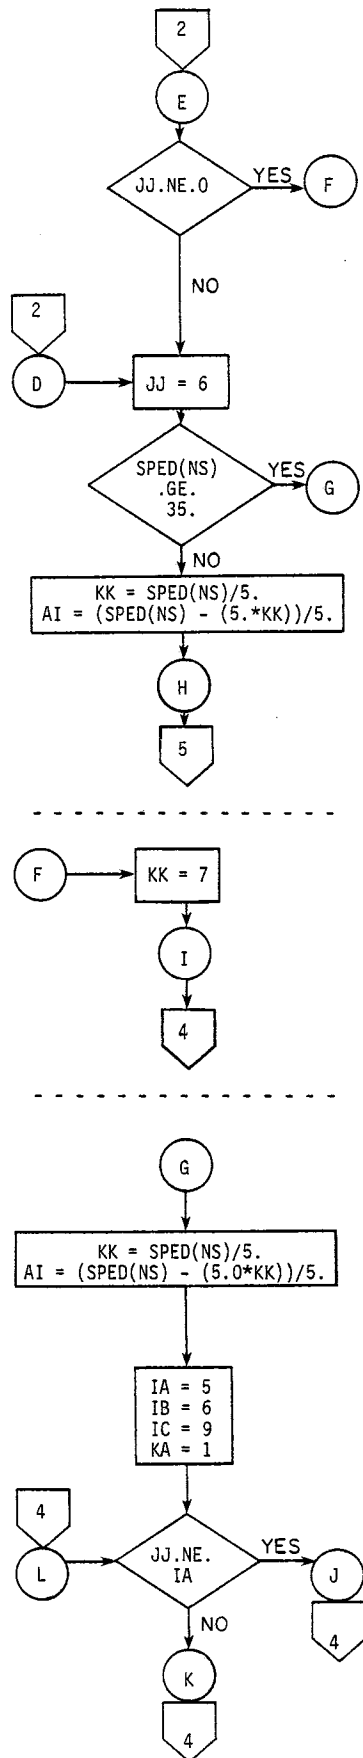 2
E
JJ.NE.0
YES
F
NO
2
D
JJ = 6
SPED(NS)
.GE.
35.
YES
G
NO
KK = SPED(NS)/5.
AI = (SPED(NS) - (5.*KK))/5.
H
5
F
KK = 7
I
4
G
KK = SPED(NS)/5.
AI = (SPED(NS) - (5.0*KK))/5.
IA = 5
IB = 6
IC = 9
KA = 1
4
L
JJ.NE.
IA
YES
J
4
NO
K
4